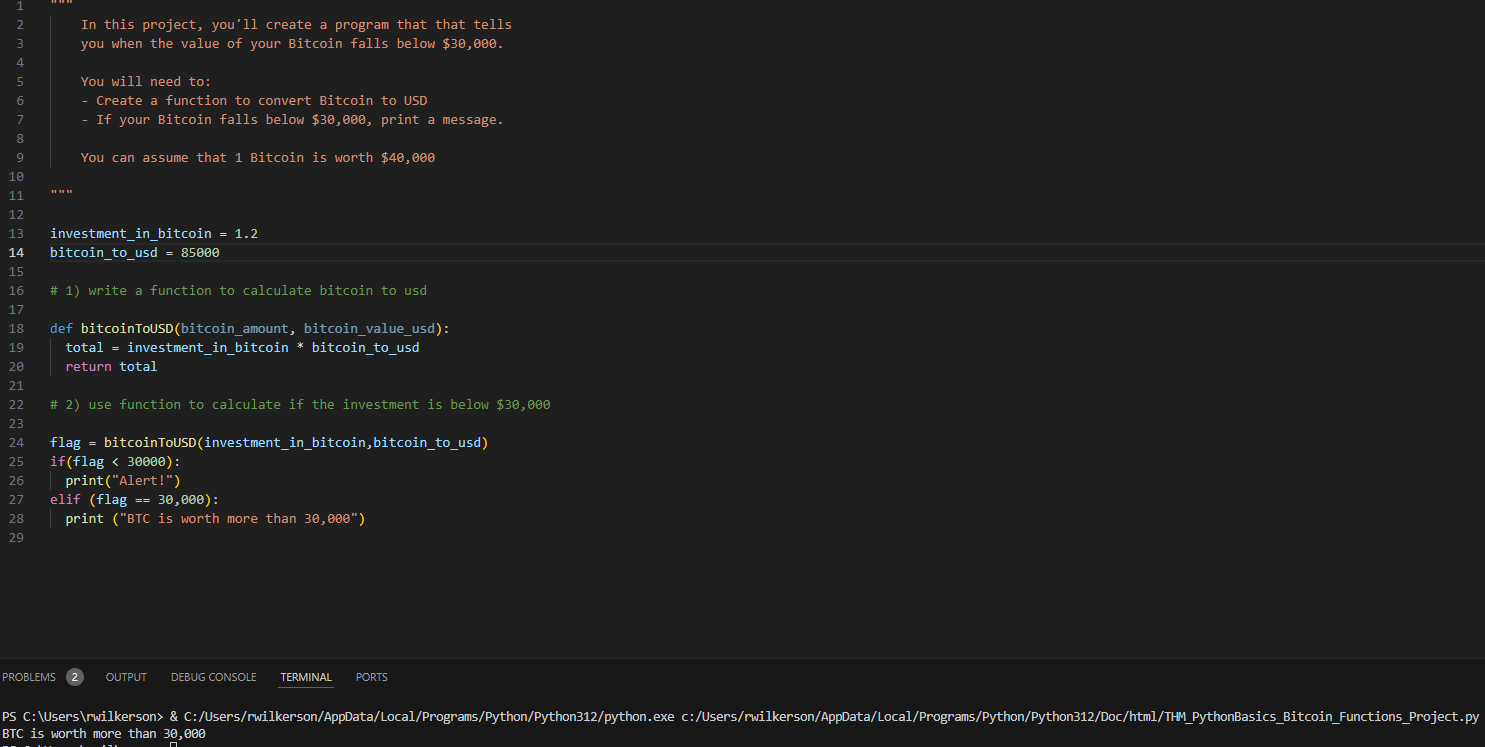 1 """
2 In this project, you'll create a program that that tells
3 you when the value of your Bitcoin falls below $30,000.
4
5 You will need to:
6 - Create a function to convert Bitcoin to USD
7 - If your Bitcoin falls below $30,000, print a message.
8
9 You can assume that 1 Bitcoin is worth $40,000
10
11 """
12
13 investment_in_bitcoin = 1.2
14 bitcoin_to_usd = 85000
15
16 # 1) write a function to calculate bitcoin to usd
17
18 def bitcoinToUSD(bitcoin_amount, bitcoin_value_usd):
19 total = investment_in_bitcoin * bitcoin_to_usd
20 return total
21
22 # 2) use function to calculate if the investment is below $30,000
23
24 flag = bitcoinToUSD(investment_in_bitcoin,bitcoin_to_usd)
25 if(flag < 30000):
26 print("Alert!")
27 elif (flag == 30,000):
28 print ("BTC is worth more than 30,000")
29
PROBLEMS 2 OUTPUT DEBUG CONSOLE TERMINAL PORTS
PS C:\Users\rwilkerson> & C:/Users/rwilkerson/AppData/Local/Programs/Python/Python312/python.exe c:/Users/rwilkerson/AppData/Local/Programs/Python/Python312/Doc/html/THM_PythonBasics_Bitcoin_Functions_Project.py
BTC is worth more than 30,000